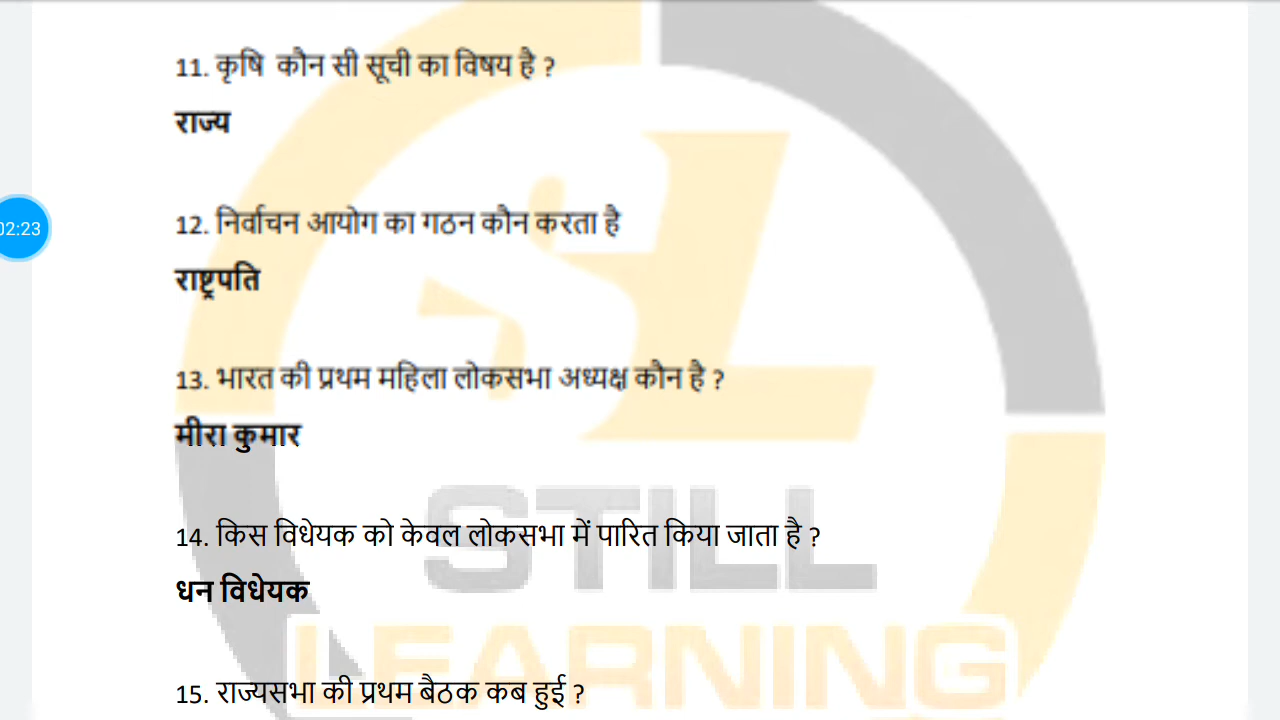 11. कृषि  कौन सी सूची का विषय है ?
राज्य
12. निर्वाचन आयोग का गठन कौन करता है
02:23
राष्ट्रपति
13. भारत की प्रथम महिला लोकसभा अध्यक्ष कौन है ?
मीरा कुमार
14. किस विधेयक को केवल लोकसभा में पारित किया जाता है ?
धन विधेयक
15. राज्यसभा की प्रथम बैठक कब हुई ?
SL
STILL
LEARNING